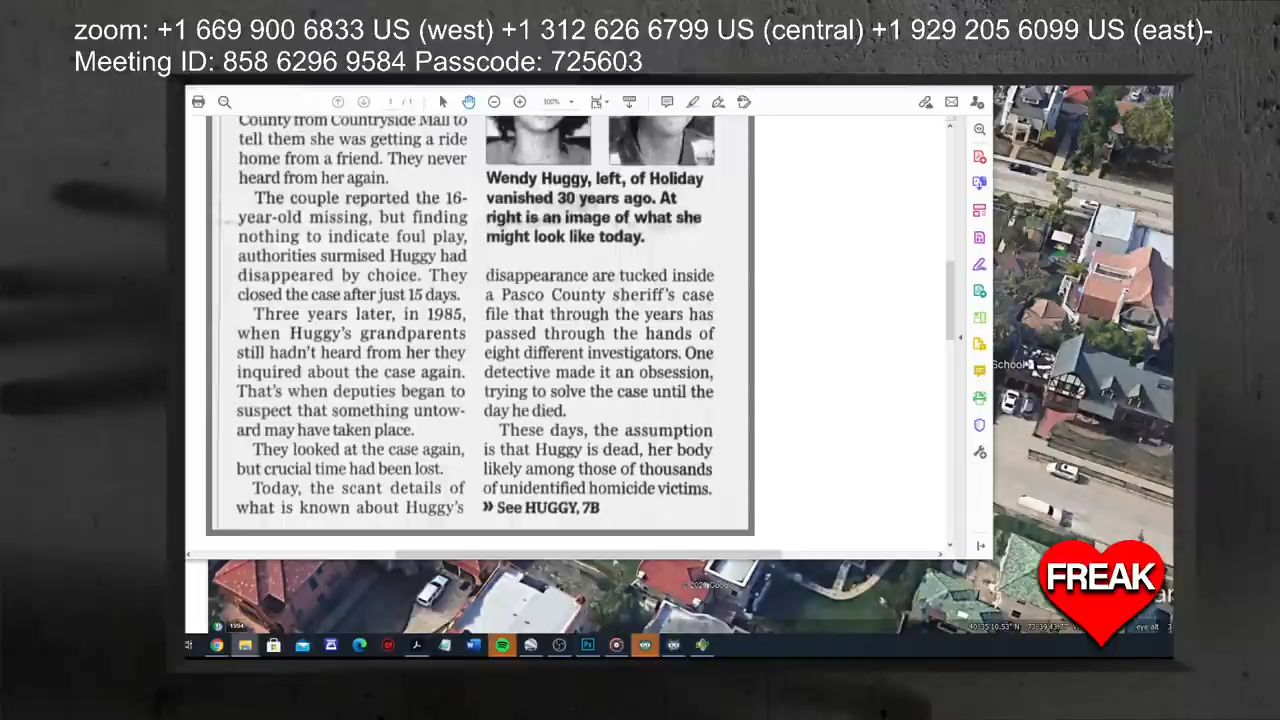 zoom: +1 669 900 6833 US (west) +1 312 626 6799 US (central) +1 929 205 6099 US (east)-
Meeting ID: 858 6296 9584 Passcode: 725603
1 / 1
300%
County from Countryside Mall to
tell them she was getting a ride
home from a friend. They never
heard from her again.
The couple reported the 16-
year-old missing, but finding
nothing to indicate foul play,
authorities surmised Huggy had
disappeared by choice. They
closed the case after just 15 days.
Three years later, in 1985,
when Huggy's grandparents
still hadn't heard from her they
inquired about the case again.
That's when deputies began to
suspect that something untow-
ard may have taken place.
They looked at the case again,
but crucial time had been lost.
Today, the scant details of
what is known about Huggy's
Wendy Huggy, left, of Holiday
vanished 30 years ago. At
right is an image of what she
might look like today.
disappearance are tucked inside
a Pasco County sheriff's case
file that through the years has
passed through the hands of
eight different investigators. One
detective made it an obsession,
trying to solve the case until the
day he died.
These days, the assumption
is that Huggy is dead, her body
likely among those of thousands
of unidentified homicide victims.
» See HUGGY, 7B
School
FREAK
1994
eye alt